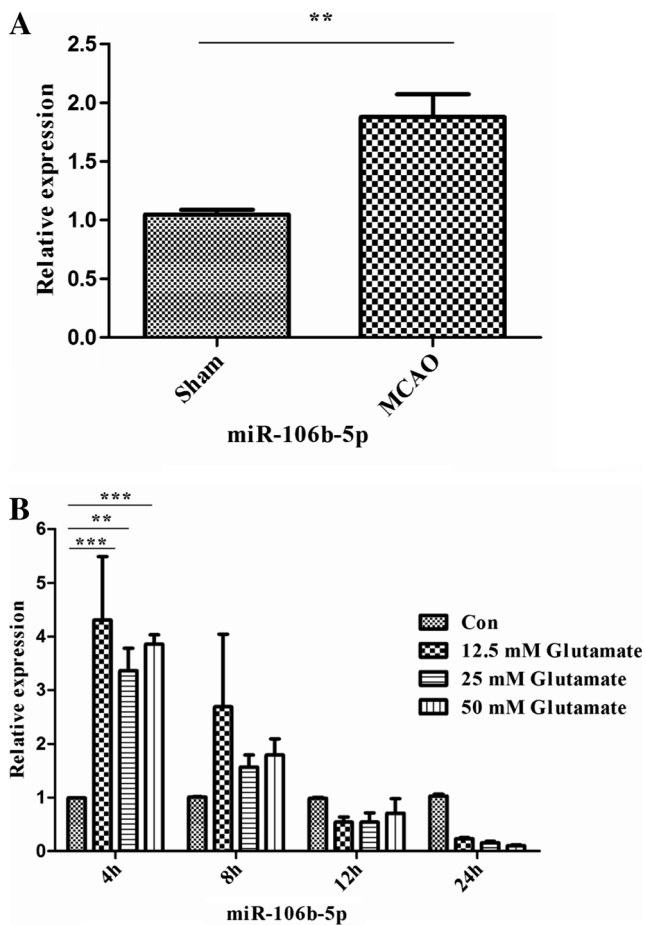 A
**
Relative expression
2.5
2.0
1.5
1.0
0.5
0.0
Sham
MCAO
miR-106b-5p
B
***
**
***
Relative expression
6
5
4
3
2
1
0
Con
12.5 mM Glutamate
25 mM Glutamate
50 mM Glutamate
4h
8h
12h
24h
miR-106b-5p